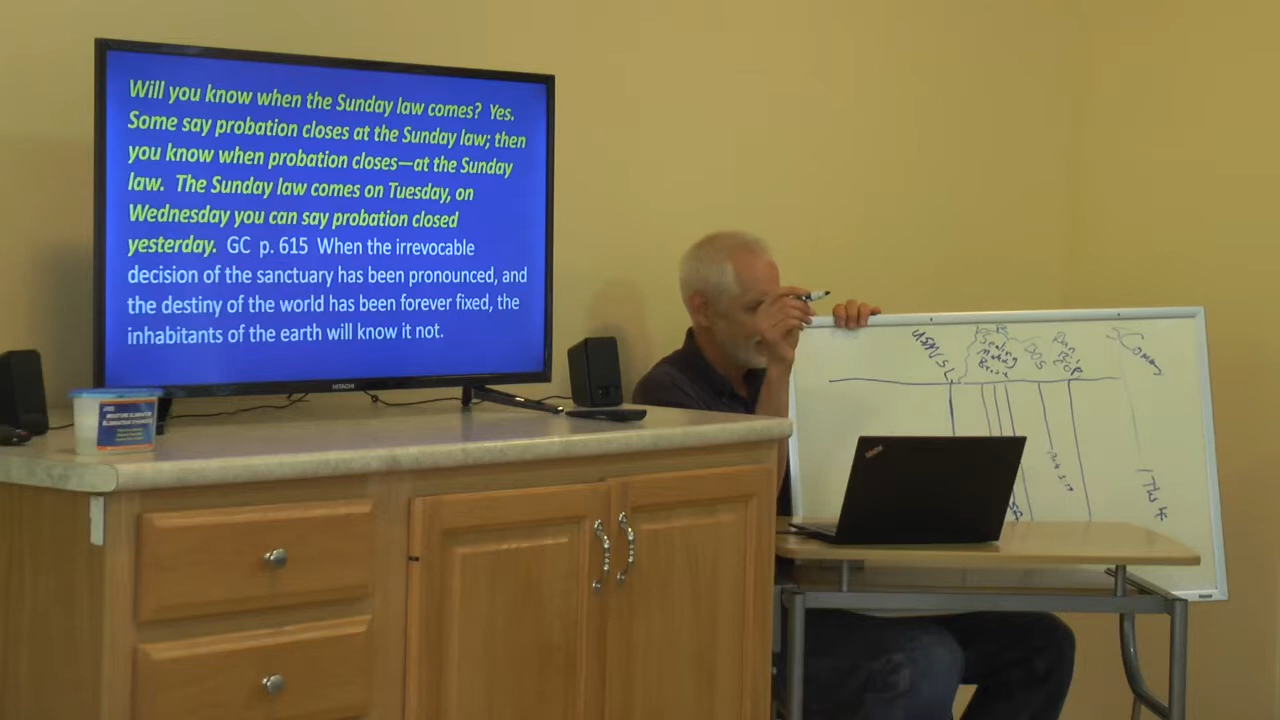 Will you know when the Sunday law comes?  Yes.
Some say probation closes at the Sunday law; then
you know when probation closes—at the Sunday
law.  The Sunday law comes on Tuesday, on
Wednesday you can say probation closed
yesterday.  GC  p. 615  When the irrevocable
decision of the sanctuary has been pronounced, and
the destiny of the world has been forever fixed, the
inhabitants of the earth will know it not.
HITACHI
MOISTURE ELIMINATOR
Sealing